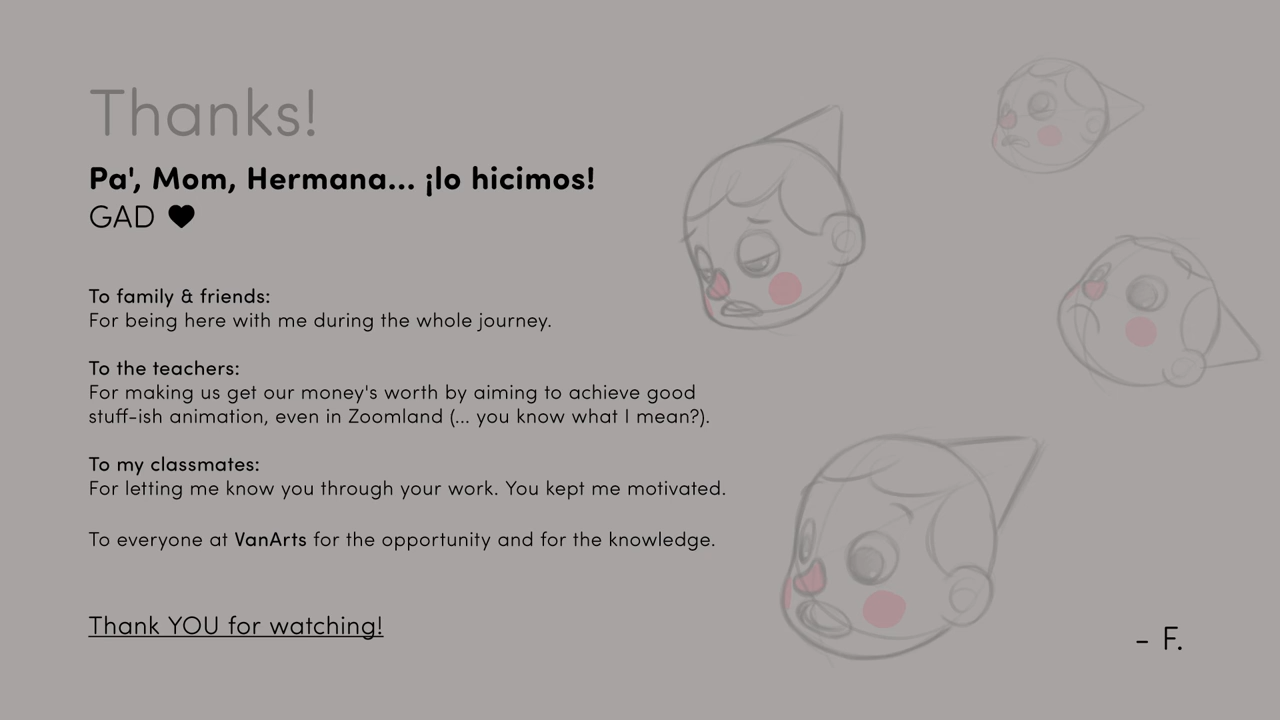 Thanks!
Pa', Mom, Hermana... ¡lo hicimos!
GAD ♥
To family & friends:
For being here with me during the whole journey.
To the teachers:
For making us get our money's worth by aiming to achieve good
stuff-ish animation, even in Zoomland (... you know what I mean?).
To my classmates:
For letting me know you through your work. You kept me motivated.
To everyone at VanArts for the opportunity and for the knowledge.
Thank YOU for watching!
- F.